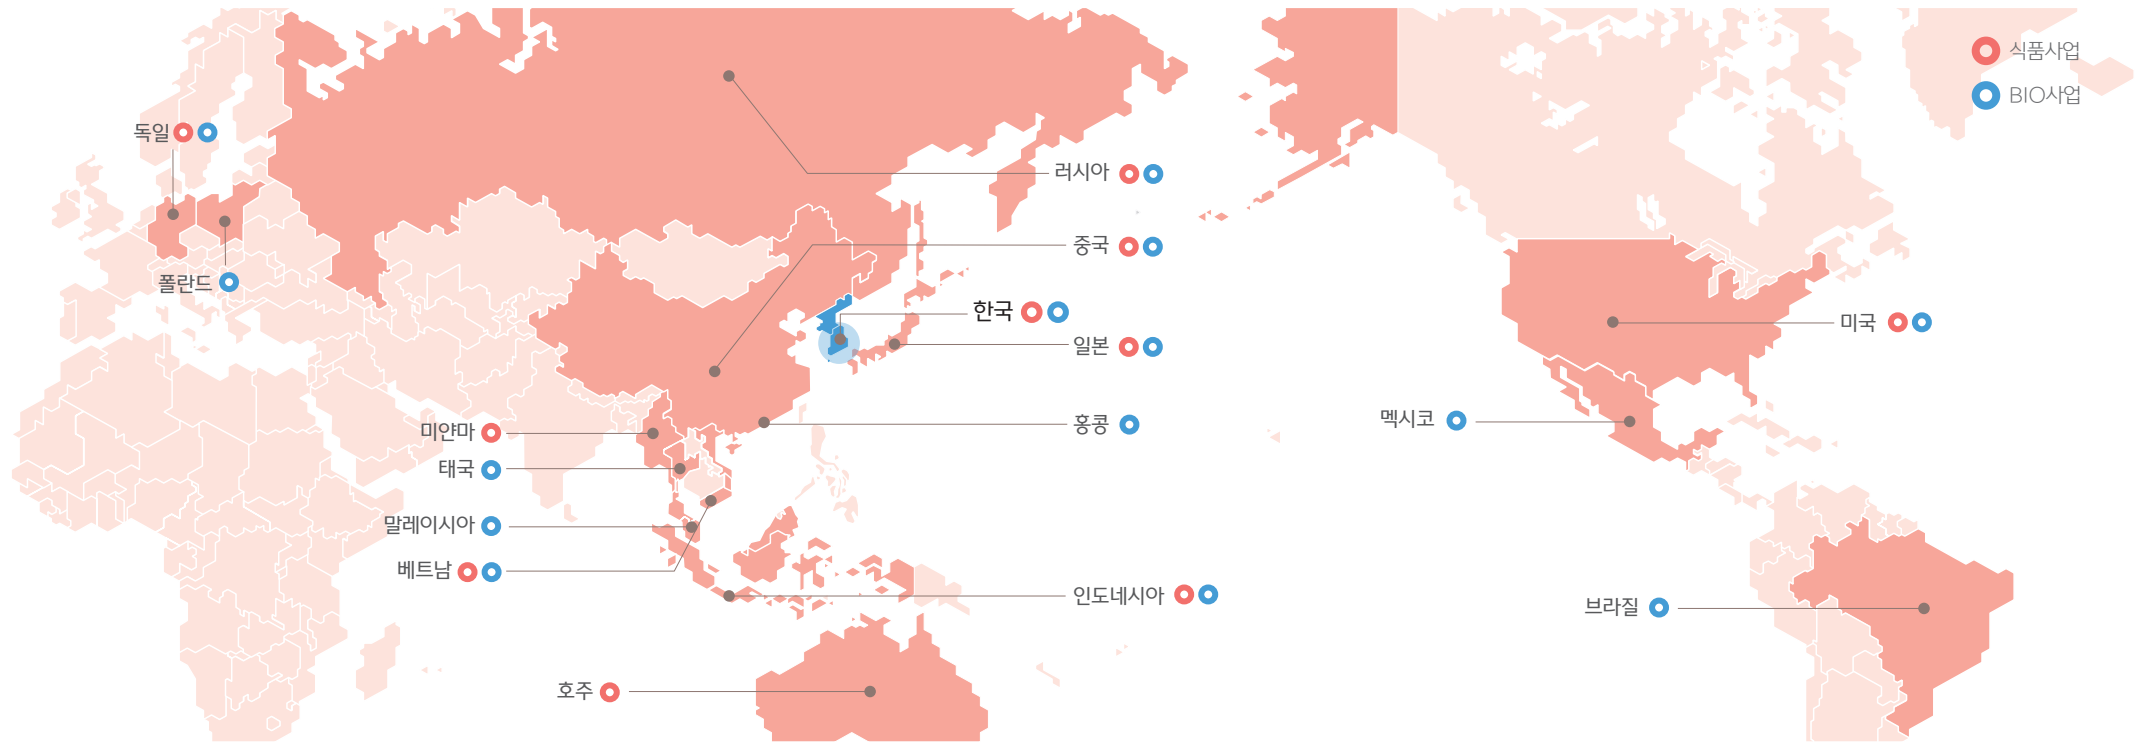 식품사업
BIO사업
독일
러시아
중국
폴란드
한국
미국
일본
멕시코
홍콩
미얀마
태국
말레이시아
베트남
인도네시아
브라질
호주